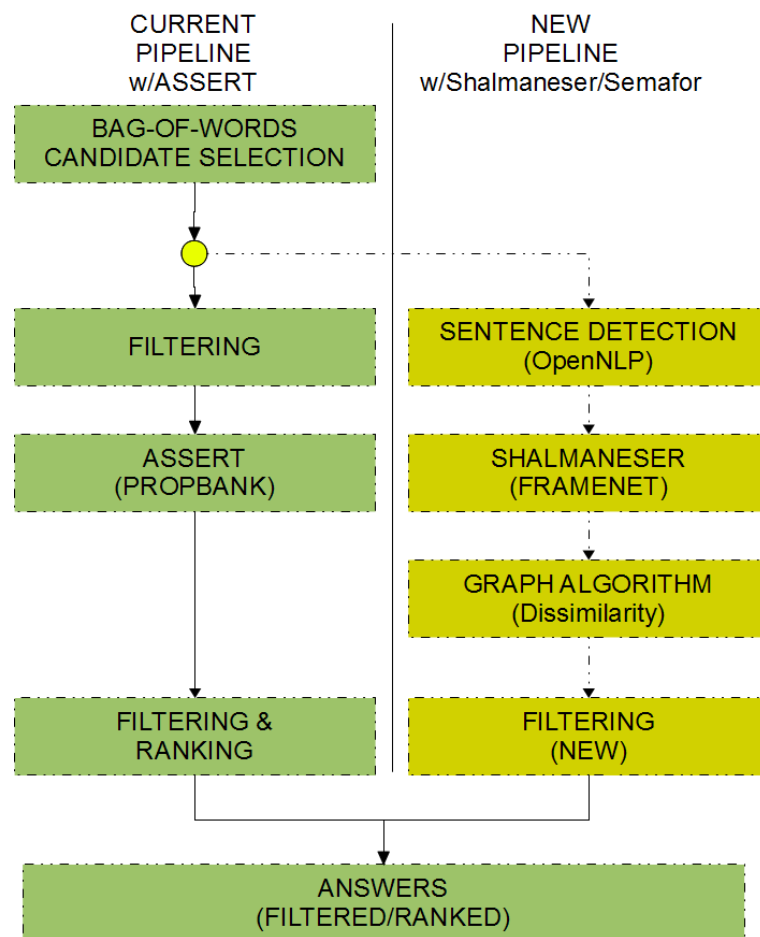 CURRENT
PIPELINE
w/ASSERT
NEW
PIPELINE
w/Shalmaneser/Semafor
BAG-OF-WORDS
CANDIDATE SELECTION
FILTERING
SENTENCE DETECTION
(OpenNLP)
ASSERT
(PROPBANK)
SHALMANESER
(FRAMENET)
GRAPH ALGORITHM
(Dissimilarity)
FILTERING &
RANKING
FILTERING
(NEW)
ANSWERS
(FILTERED/RANKED)